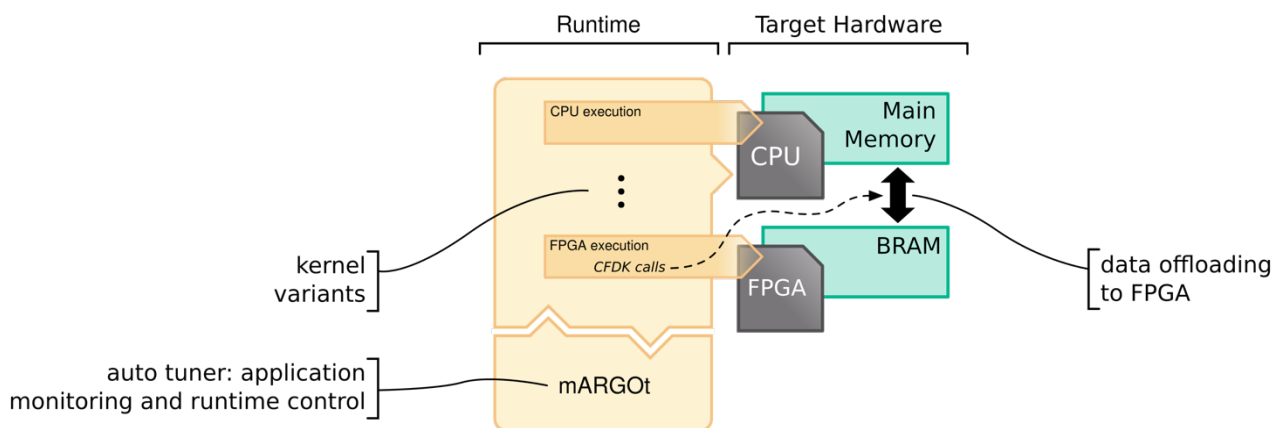 Runtime
Target Hardware
CPU execution
Main
Memory
CPU
FPGA execution
CFDK calls
BRAM
FPGA
kernel
variants
data offloading
to FPGA
auto tuner: application
monitoring and runtime control
mARGOt